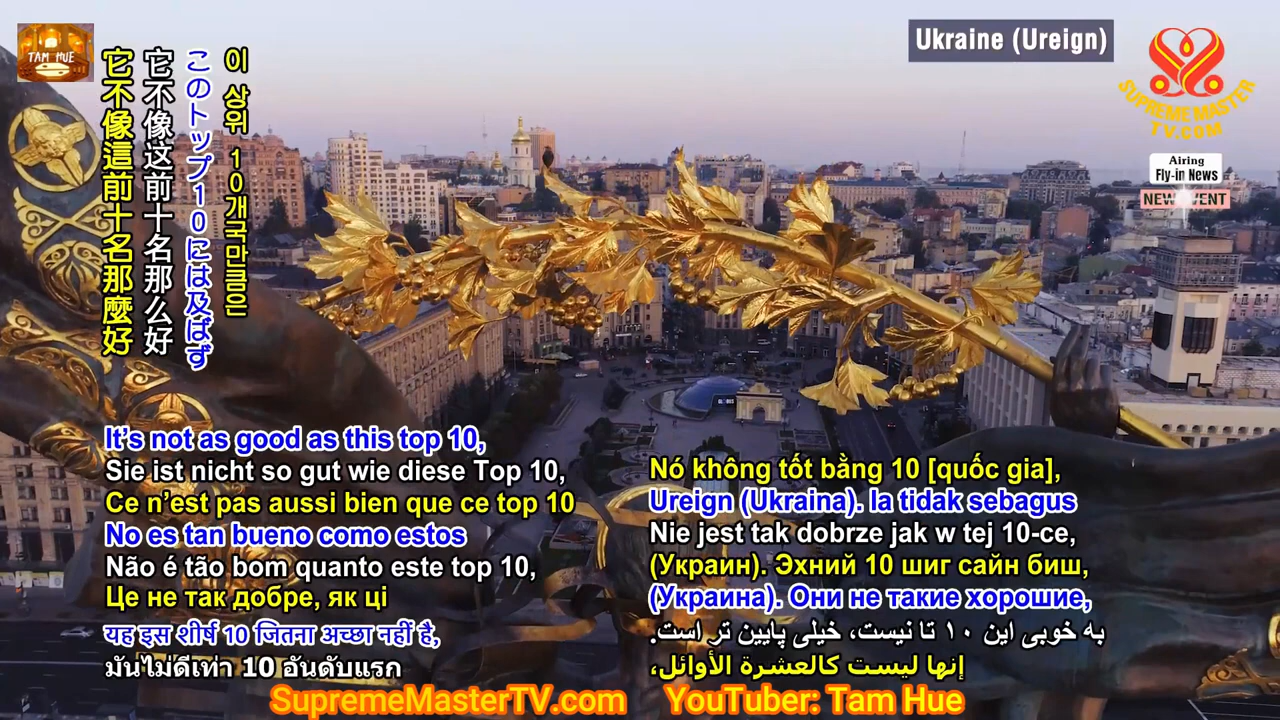 TAM HUE
Ukraine (Ureign)
SUPREME MASTER
TV.COM
Airing
Fly-in News
NEW EVENT
它不像這前十名那麼好
它不像这前十名那么好
このトップ10には及ばず
이 상위 10개국만큼은
It's not as good as this top 10,
Sie ist nicht so gut wie diese Top 10,
Ce n'est pas aussi bien que ce top 10
No es tan bueno como estos
Não é tão bom quanto este top 10,
Це не так добре, як ці
यह इस शीर्ष 10 जितना अच्छा नहीं है,
มันไม่ดีเท่า 10 อันดับแรก
Nó không tốt bằng 10 [quốc gia],
Ureign (Ukraina). Ia tidak sebagus
Nie jest tak dobrze jak w tej 10-ce,
(Украин). Эхний 10 шиг сайн биш,
(Украина). Они не такие хорошие,
به خوبی این ۱۰ تا نیست، خیلی پایین تر است.
إنها ليست كالعشرة الأوائل،
SupremeMasterTV.com
YouTuber: Tam Hue